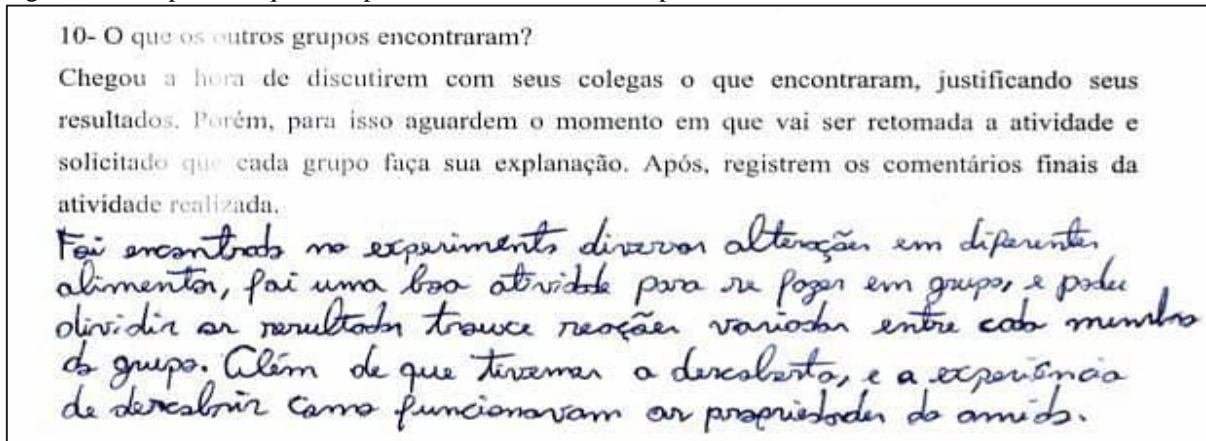 10- O que os outros grupos encontraram?
Chegou a hora de discutirem com seus colegas o que encontraram, justificando seus
resultados. Porém, para isso aguardem o momento em que vai ser retomada a atividade e
solicitado que cada grupo faça sua explanação. Após, registrem os comentários finais da
atividade realizada.
Foi encontrado no experimento diversas alterações em diferentes
alimentos, foi uma boa atividade para se fazer em grupo, e poder
dividir os resultados trouxe reações variadas entre cada membro
do grupo. Além de que tivemos a descoberta, e a experiência
de descobrir como funcionavam as propriedades do amido.